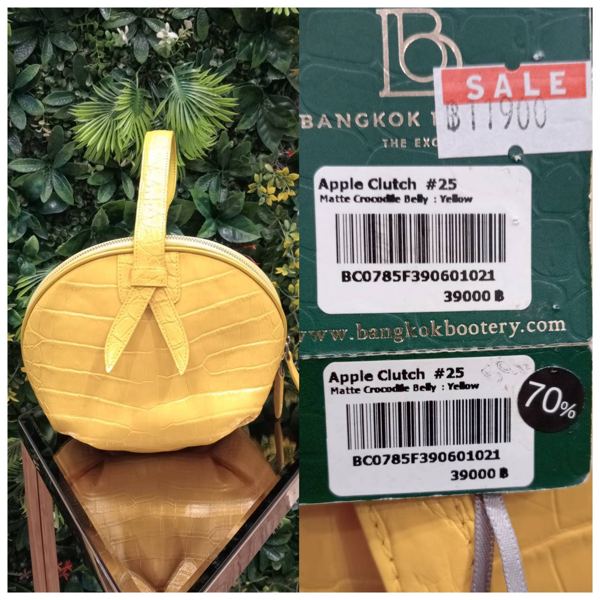 B
SALE
฿11900
BANGKOK
THE
Apple Clutch #25
Matte Crocodile Belly : Yellow
BC0785F390601021
39000 ฿
www.bangkokbootery.com
Apple Clutch #25
Matte Crocodile Belly : Yellow
70%
BC0785F390601021
39000 ฿